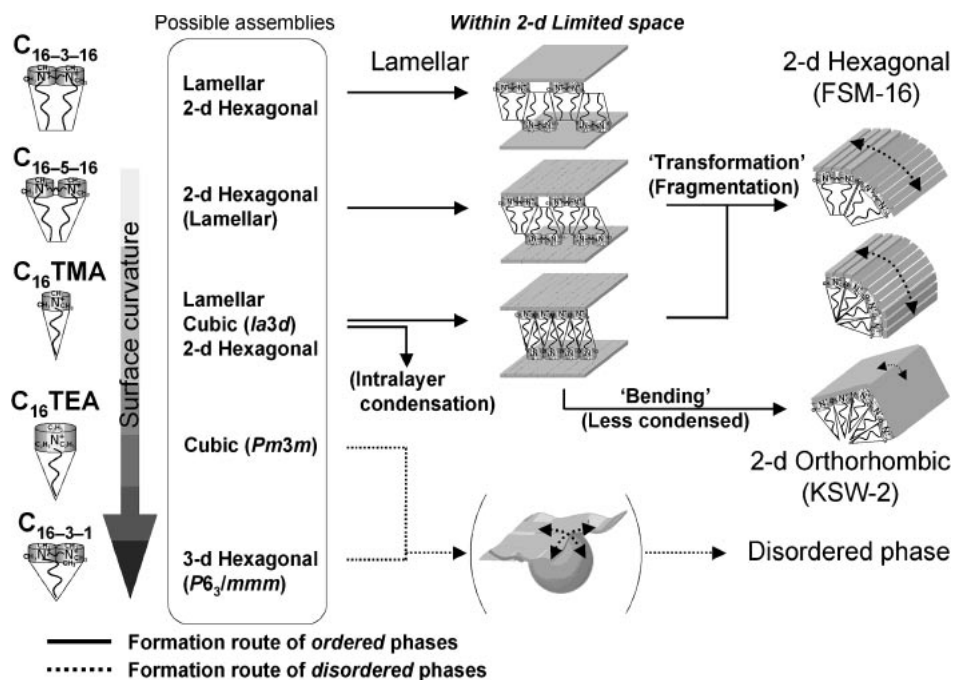 Possible assemblies
Within 2-d Limited space
C16–3–16
Lamellar
2-d Hexagonal
Lamellar
2-d Hexagonal
(FSM-16)
C16–5–16
2-d Hexagonal
(Lamellar)
'Transformation'
(Fragmentation)
C16TMA
Lamellar
Cubic (Ia3d)
2-d Hexagonal
(Intralayer
condensation)
'Bending'
(Less condensed)
2-d Orthorhombic
(KSW-2)
C16TEA
Cubic (Pm3m)
C16–3–1
3-d Hexagonal
(P63/mmm)
Disordered phase
Surface curvature
Formation route of ordered phases
Formation route of disordered phases